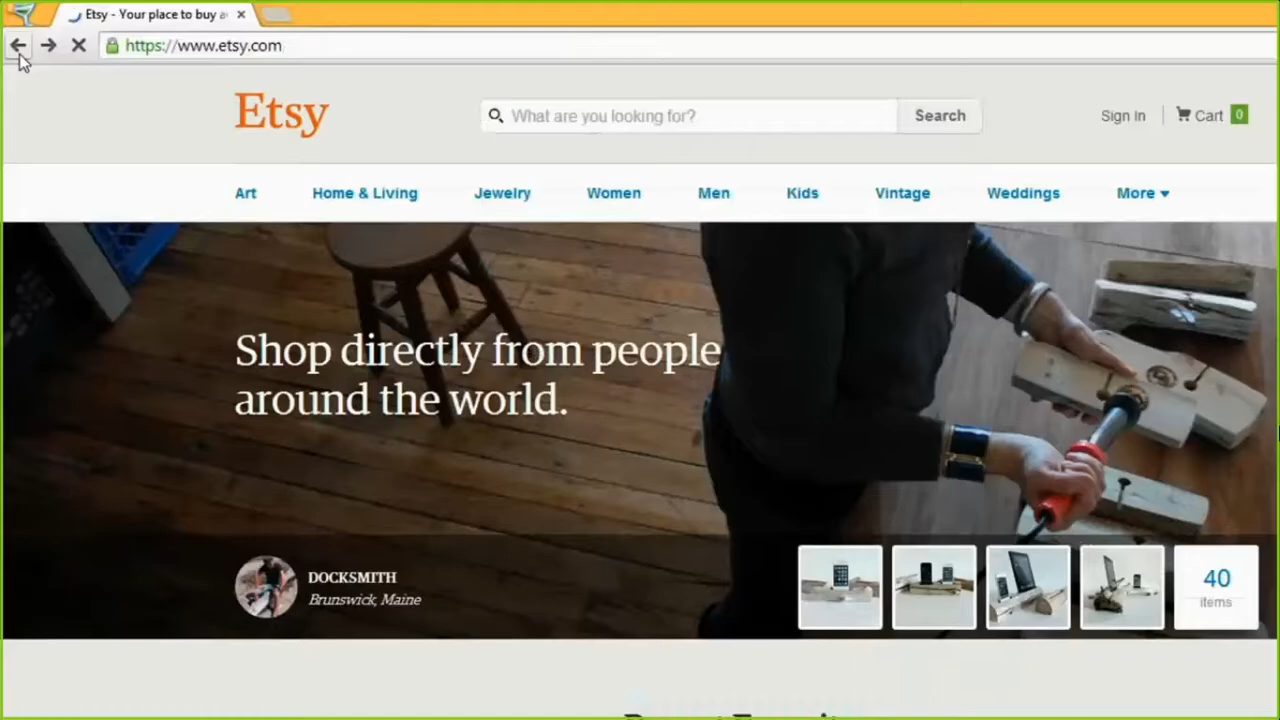 Etsy - Your place to buy a
https://www.etsy.com
Etsy
What are you looking for?
Search
Sign In
Cart 0
Art
Home & Living
Jewelry
Women
Men
Kids
Vintage
Weddings
More
Shop directly from people
around the world.
DOCKSMITH
Brunswick, Maine
40
items